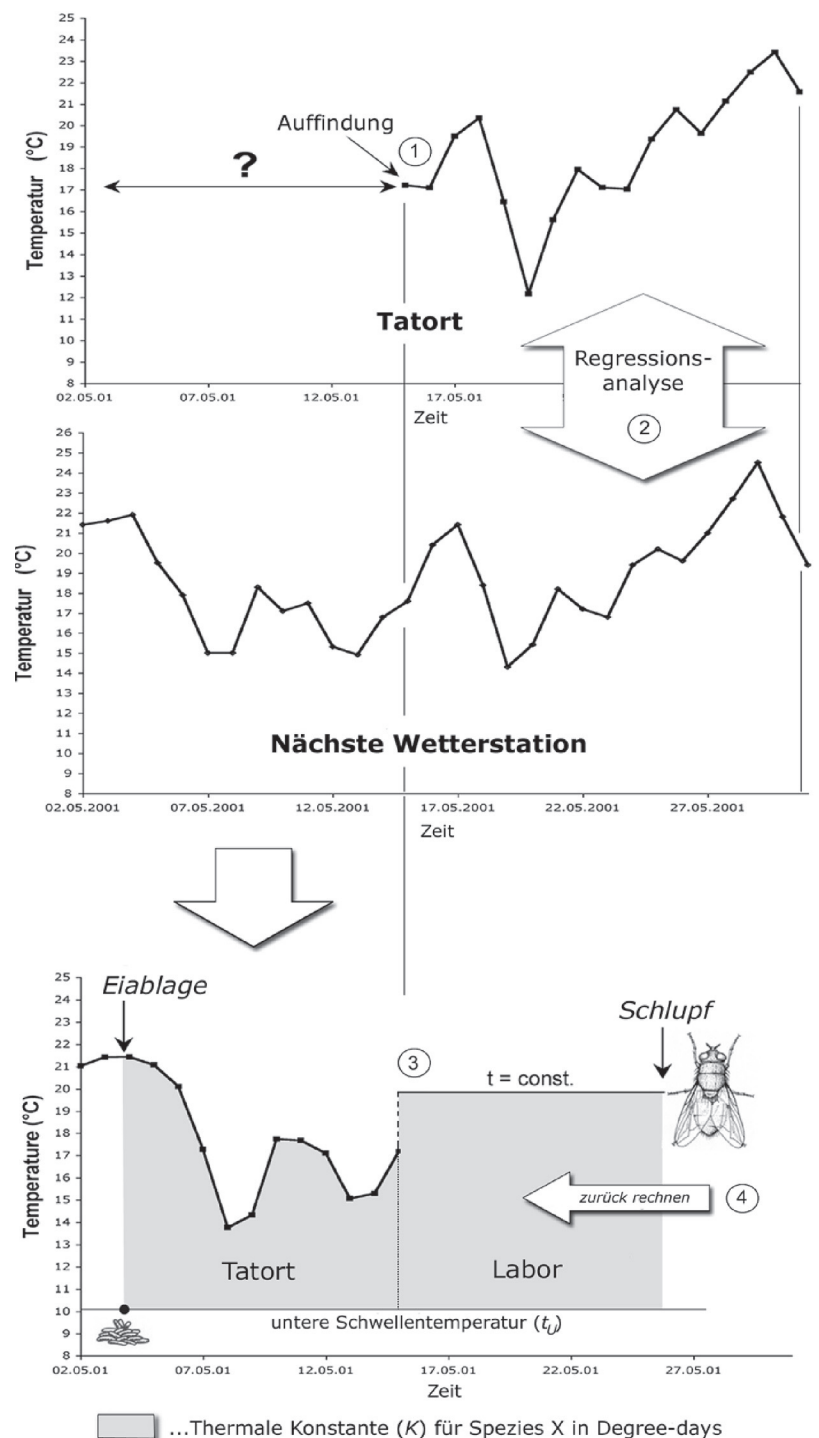 25
24
23
22
21
20
19
18
17
16
15
14
13
12
11
10
9
8
Temperatur (°C)
Auffindung
1
?
Tatort
Regressions-
analyse
2
02.05.01 07.05.01 12.05.01 17.05.01
Zeit
26
25
24
23
22
21
20
19
18
17
16
15
14
13
12
11
10
9
8
Temperatur (°C)
Nächste Wetterstation
02.05.2001 07.05.2001 12.05.2001 17.05.2001 22.05.2001 27.05.2001
Zeit
25
24
23
22
21
20
19
18
17
16
15
14
13
12
11
10
9
8
Temperature (°C)
Eiablage
Schlupf
3
t = const.
zurück rechnen
4
Tatort Labor
untere Schwellentemperatur (tU)
02.05.01 07.05.01 12.05.01 17.05.01 22.05.01 27.05.01
Zeit
...Thermale Konstante (K) für Spezies X in Degree-days